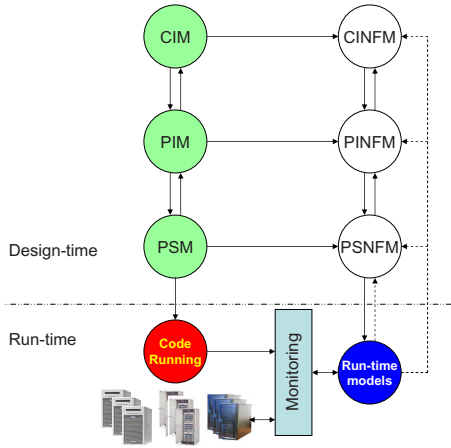 CIM
CINFM
PIM
PINFM
PSM
PSNFM
Design-time
Run-time
Code
Running
Monitoring
Run-time
models